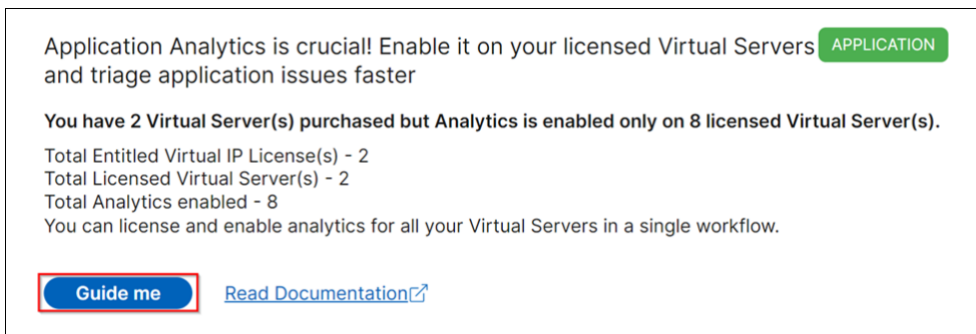 Application Analytics is crucial! Enable it on your licensed Virtual Servers APPLICATION
and triage application issues faster
You have 2 Virtual Server(s) purchased but Analytics is enabled only on 8 licensed Virtual Server(s).
Total Entitled Virtual IP License(s) - 2
Total Licensed Virtual Server(s) - 2
Total Analytics enabled - 8
You can license and enable analytics for all your Virtual Servers in a single workflow.
Guide me Read Documentation